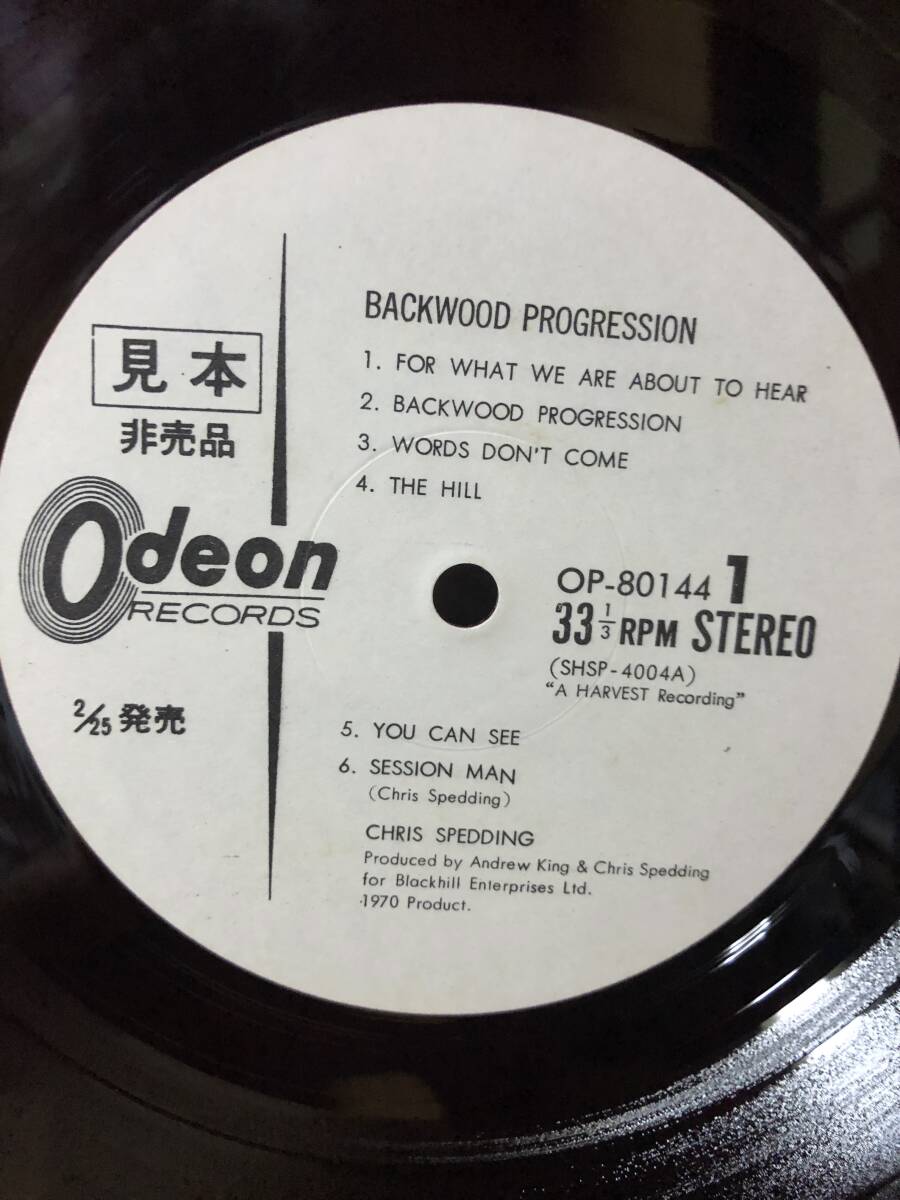 BACKWOOD PROGRESSION
1. FOR WHAT WE ARE ABOUT TO HEAR
2. BACKWOOD PROGRESSION
3. WORDS DON'T COME
4. THE HILL
見本
非売品
Odeon
RECORDS
2/25 発売
OP-80144 1
33 1/3 RPM STEREO
(SHSP-4004A)
"A HARVEST Recording"
5. YOU CAN SEE
6. SESSION MAN
(Chris Spedding)
CHRIS SPEDDING
Produced by Andrew King & Chris Spedding
for Blackhill Enterprises Ltd.
1970 Product.